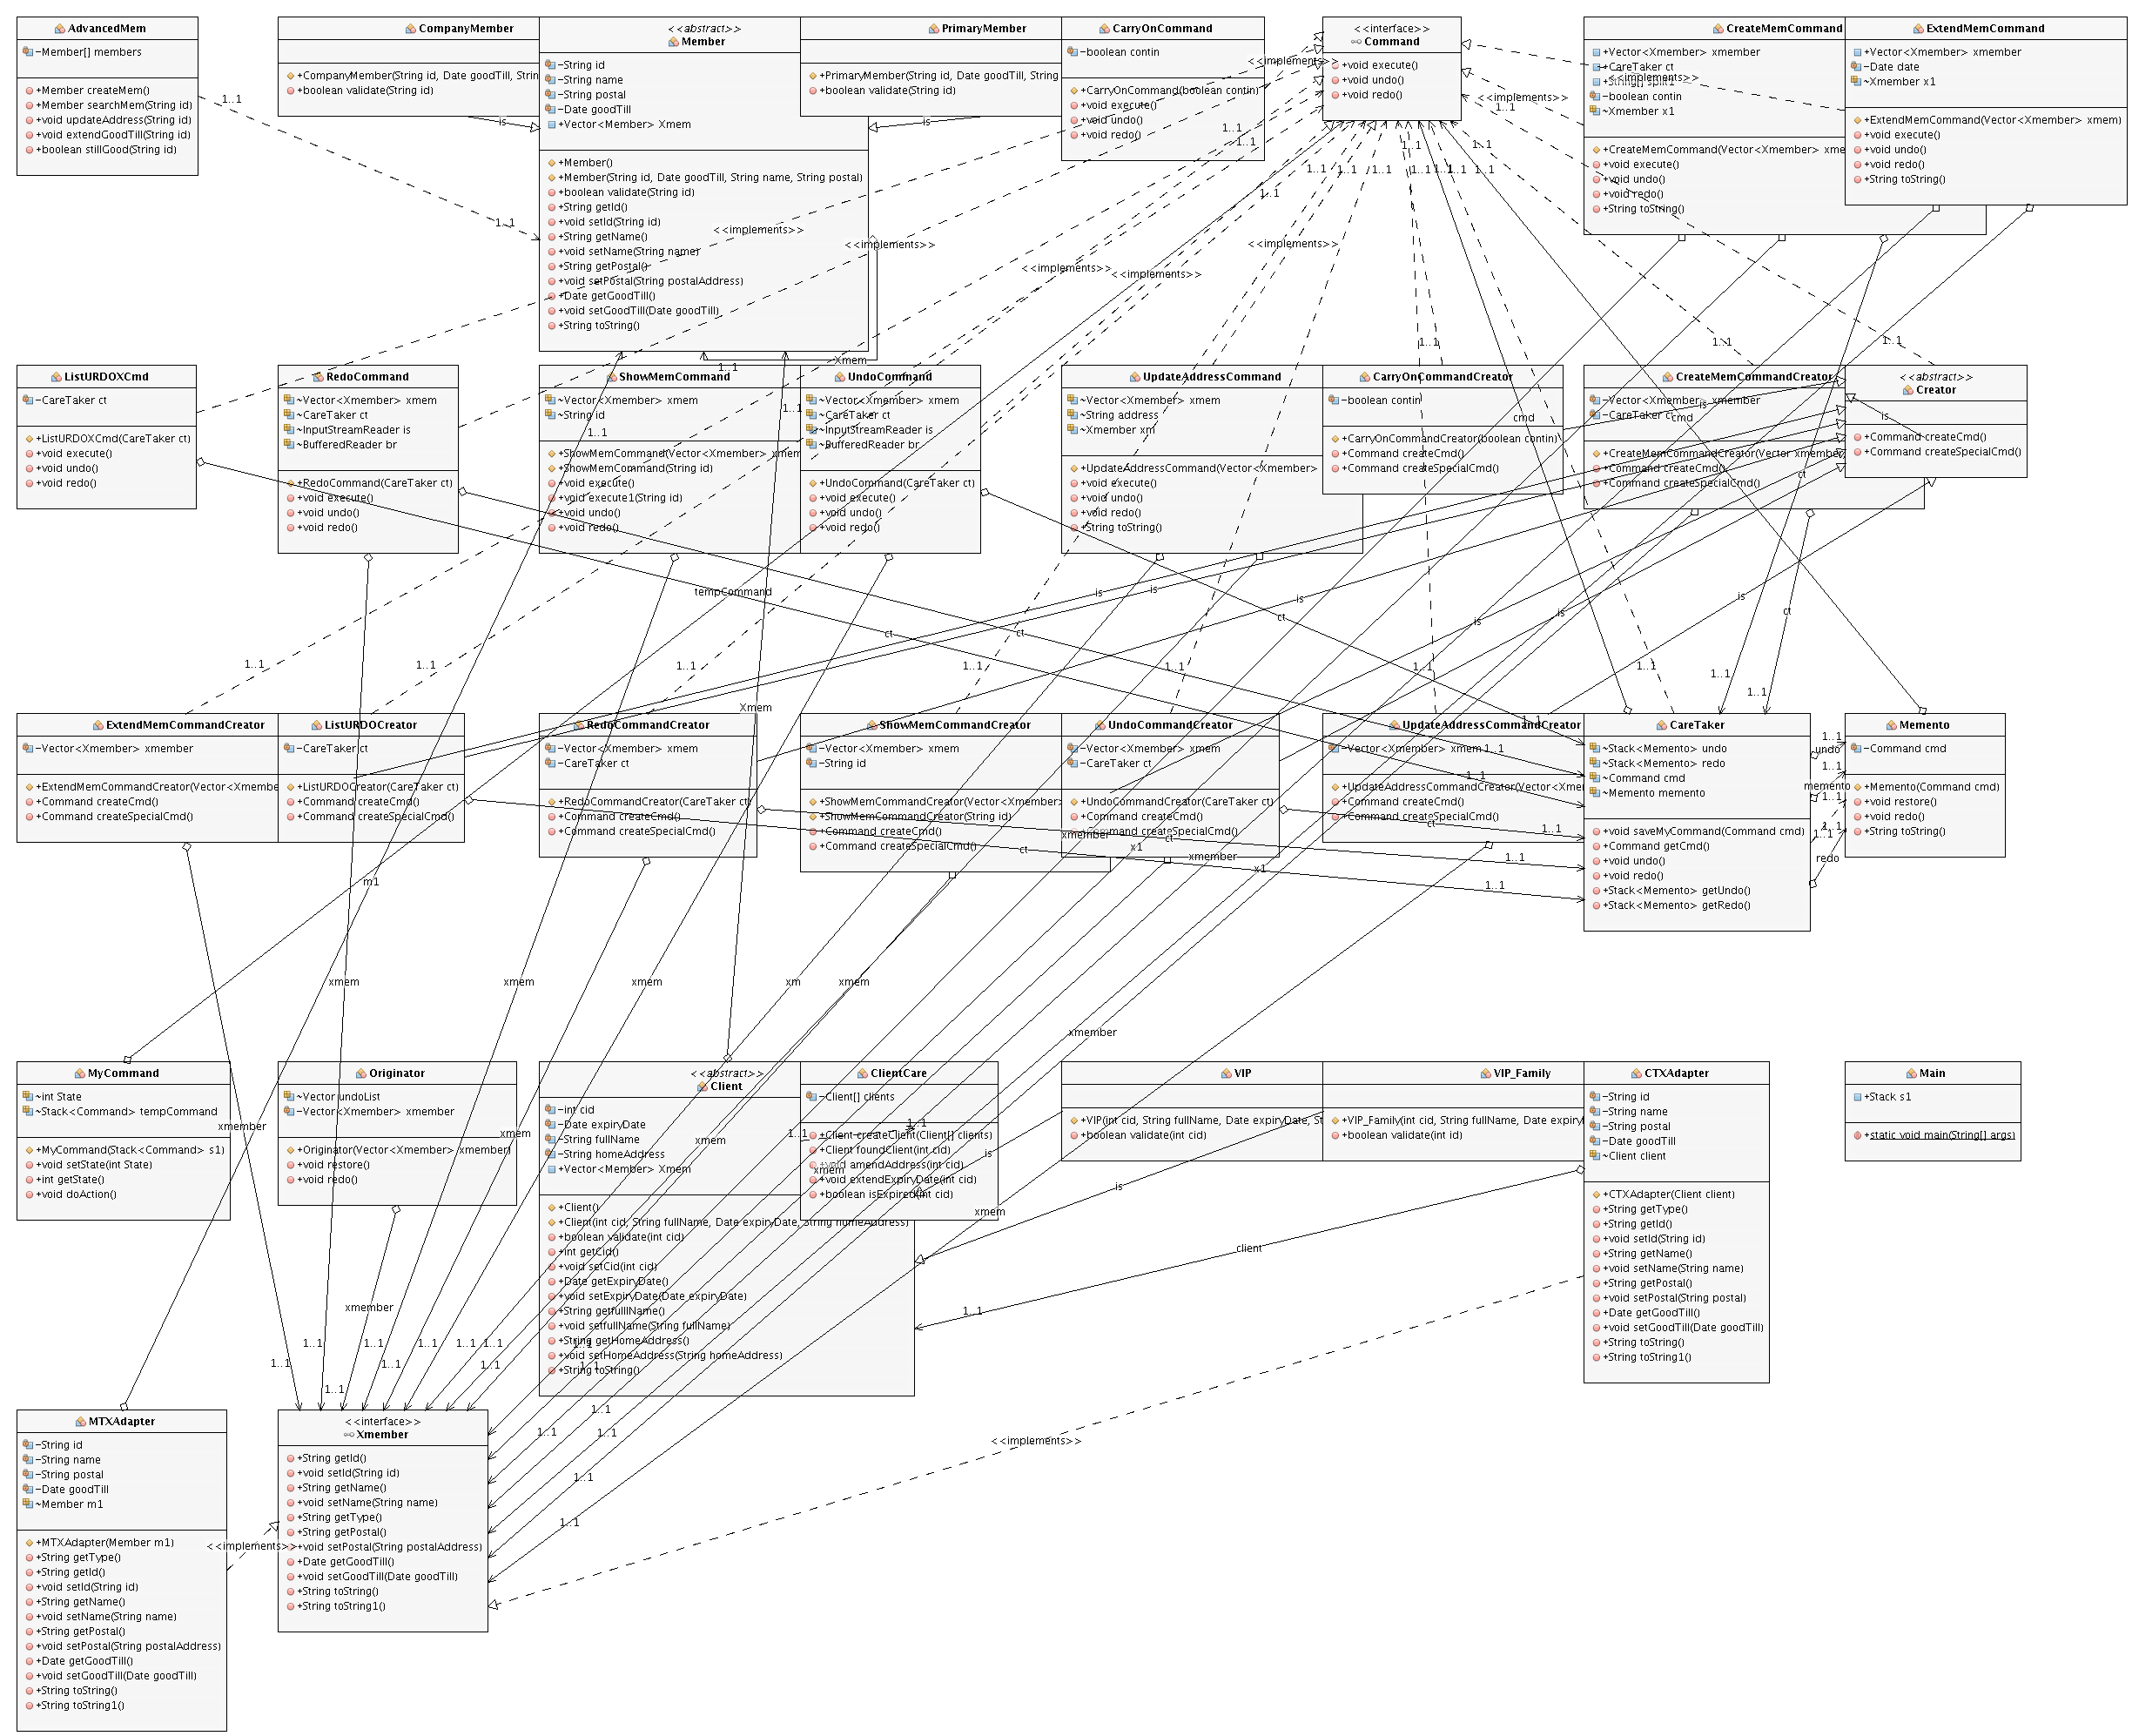 AdvancedMem
-Member[] members
+Member createMem()
+Member searchMem(String id)
+void updateAddress(String id)
+void extendGoodTill(String id)
+boolean stillGood(String id)
CompanyMember
+CompanyMember(String id, Date goodTill, Strin
+boolean validate(String id)
<<abstract>>
Member
-String id
-String name
-String postal
-Date goodTill
+Vector<Member> Xmem
+Member()
+Member(String id, Date goodTill, String name, String postal)
+boolean validate(String id)
+String getId()
+void setId(String id)
+String getName()
+void setName(String name)
+String getPostal()
+void setPostal(String postalAddress)
+Date getGoodTill()
+void setGoodTill(Date goodTill)
+String toString()
PrimaryMember
+PrimaryMember(String id, Date goodTill, String
+boolean validate(String id)
CarryOnCommand
-boolean contin
+CarryOnCommand(boolean contin)
+void execute()
+void undo()
+void redo()
<<interface>>
Command
+void execute()
+void undo()
+void redo()
CreateMemCommand
+Vector<Xmember> xmember
+CareTaker ct
+String[] split1
-boolean contin
~Xmember x1
+CreateMemCommand(Vector<Xmember> xme
+void execute()
+void undo()
+void redo()
+String toString()
ExtendMemCommand
+Vector<Xmember> xmember
-Date date
~Xmember x1
+ExtendMemCommand(Vector<Xmember> xmem)
+void execute()
+void undo()
+void redo()
+String toString()
1..1
1..1
is
is
<<implements>>
<<implements>>
<<implements>>
<<implements>>
<<implements>>
<<implements>>
<<implements>>
<<implements>>
Xmem
1..1
ListURDOXCmd
-CareTaker ct
+ListURDOXCmd(CareTaker ct)
+void execute()
+void undo()
+void redo()
RedoCommand
~Vector<Xmember> xmem
~CareTaker ct
~InputStreamReader is
~BufferedReader br
+RedoCommand(CareTaker ct)
+void execute()
+void undo()
+void redo()
ShowMemCommand
~Vector<Xmember> xmem
~String id
+ShowMemCommand(Vector<Xmember> xmem
+ShowMemCommand(String id)
+void execute()
+void execute1(String id)
+void undo()
+void redo()
UndoCommand
~Vector<Xmember> xmem
~CareTaker ct
~InputStreamReader is
~BufferedReader br
+UndoCommand(CareTaker ct)
+void execute()
+void undo()
+void redo()
UpdateAddressCommand
~Vector<Xmember> xmem
~String address
~Xmember xm
+UpdateAddressCommand(Vector<Xmember>
+void execute()
+void undo()
+void redo()
+String toString()
CarryOnCommandCreator
-boolean contin
+CarryOnCommandCreator(boolean contin)
+Command createCmd()
+Command createSpecialCmd()
CreateMemCommandCreator
-Vector<Xmember> xmember
-CareTaker ct
+CreateMemCommandCreator(Vector xmember
+Command createCmd()
+Command createSpecialCmd()
<<abstract>>
Creator
+Command createCmd()
+Command createSpecialCmd()
tempCommand
cmd
cmd
is
is
is
is
is
is
is
is
ct
ct
ct
ct
ct
ExtendMemCommandCreator
-Vector<Xmember> xmember
+ExtendMemCommandCreator(Vector<Xmembe
+Command createCmd()
+Command createSpecialCmd()
ListURDOCreator
-CareTaker ct
+ListURDOCreator(CareTaker ct)
+Command createCmd()
+Command createSpecialCmd()
RedoCommandCreator
-Vector<Xmember> xmem
-CareTaker ct
+RedoCommandCreator(CareTaker ct)
+Command createCmd()
+Command createSpecialCmd()
ShowMemCommandCreator
-Vector<Xmember> xmem
-String id
+ShowMemCommandCreator(Vector<Xmember>
+ShowMemCommandCreator(String id)
+Command createCmd()
+Command createSpecialCmd()
UndoCommandCreator
-Vector<Xmember> xmem
-CareTaker ct
+UndoCommandCreator(CareTaker ct)
+Command createCmd()
+Command createSpecialCmd()
UpdateAddressCommandCreator
-Vector<Xmember> xmem
+UpdateAddressCommandCreator(Vector<Xmem
+Command createCmd()
+Command createSpecialCmd()
CareTaker
~Stack<Memento> undo
~Stack<Memento> redo
~Command cmd
~Memento memento
+void saveMyCommand(Command cmd)
+Command getCmd()
+void undo()
+void redo()
+Stack<Memento> getUndo()
+Stack<Memento> getRedo()
undo
memento
redo
Memento
-Command cmd
+Memento(Command cmd)
+void restore()
+void redo()
+String toString()
Xmem
m1
ct
ct
xmember
x1
xmember
x1
xmem
xmem
xmem
xmem
xm
xmem
xmember
MyCommand
~int State
~Stack<Command> tempCommand
+MyCommand(Stack<Command> s1)
+void setState(int State)
+int getState()
+void doAction()
Originator
~Vector undoList
-Vector<Xmember> xmember
+Originator(Vector<Xmember> xmember)
+void restore()
+void redo()
<<abstract>>
Client
-int cid
-Date expiryDate
-String fullName
-String homeAddress
+Vector<Member> Xmem
+Client()
+Client(int cid, String fullName, Date expiryDate, String homeAddress)
+boolean validate(int cid)
+int getCid()
+void setCid(int cid)
+Date getExpiryDate()
+void setExpiryDate(Date expiryDate)
+String getfullName()
+void setfullName(String fullName)
+String getHomeAddress()
+void setHomeAddress(String homeAddress)
+String toString()
ClientCare
-Client[] clients
+Client createClient(Client[] clients)
+Client foundClient(int cid)
+void amendAddress(int cid)
+void extendExpiryDate(int cid)
+boolean isExpired(int cid)
VIP
+VIP(int cid, String fullName, Date expiryDate, St
+boolean validate(int cid)
VIP_Family
+VIP_Family(int cid, String fullName, Date expiry
+boolean validate(int id)
CTXAdapter
-String id
-String name
-String postal
-Date goodTill
~Client client
+CTXAdapter(Client client)
+String getType()
+String getId()
+void setId(String id)
+String getName()
+void setName(String name)
+String getPostal()
+void setPostal(String postal)
+Date getGoodTill()
+void setGoodTill(Date goodTill)
+String toString()
+String toString1()
Main
+Stack s1
+static void main(String[] args)
xmember
xmem
xmem
xmem
xmem
is
is
client
1..1
xmember
MTXAdapter
-String id
-String name
-String postal
-Date goodTill
~Member m1
+MTXAdapter(Member m1)
+String getType()
+String getId()
+void setId(String id)
+String getName()
+void setName(String name)
+String getPostal()
+void setPostal(String postalAddress)
+Date getGoodTill()
+void setGoodTill(Date goodTill)
+String toString()
+String toString1()
<<implements>>
<<interface>>
Xmember
+String getId()
+void setId(String id)
+String getName()
+void setName(String name)
+String getType()
+String getPostal()
+void setPostal(String postalAddress)
+Date getGoodTill()
+void setGoodTill(Date goodTill)
+String toString()
+String toString1()
<<implements>>